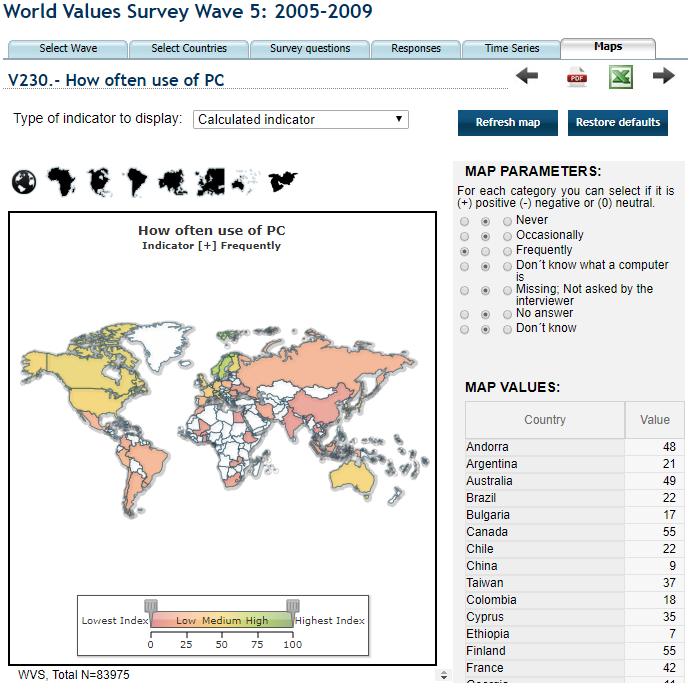 World Values Survey Wave 5: 2005-2009
Select Wave
Select Countries
Survey questions
Responses
Time Series
Maps
V230.- How often use of PC
PDF
Type of indicator to display:
Calculated indicator
Refresh map
Restore defaults
How often use of PC
Indicator [+] Frequently
Lowest Index
Low Medium High
Highest Index
0 25 50 75 100
WVS, Total N=83975
MAP PARAMETERS:
For each category you can select if it is
(+) positive (-) negative or (0) neutral.
Never
Occasionally
Frequently
Don´t know what a computer
is
Missing; Not asked by the
interviewer
No answer
Don´t know
MAP VALUES:
Country Value
Andorra 48
Argentina 21
Australia 49
Brazil 22
Bulgaria 17
Canada 55
Chile 22
China 9
Taiwan 37
Colombia 18
Cyprus 35
Ethiopia 7
Finland 55
France 42